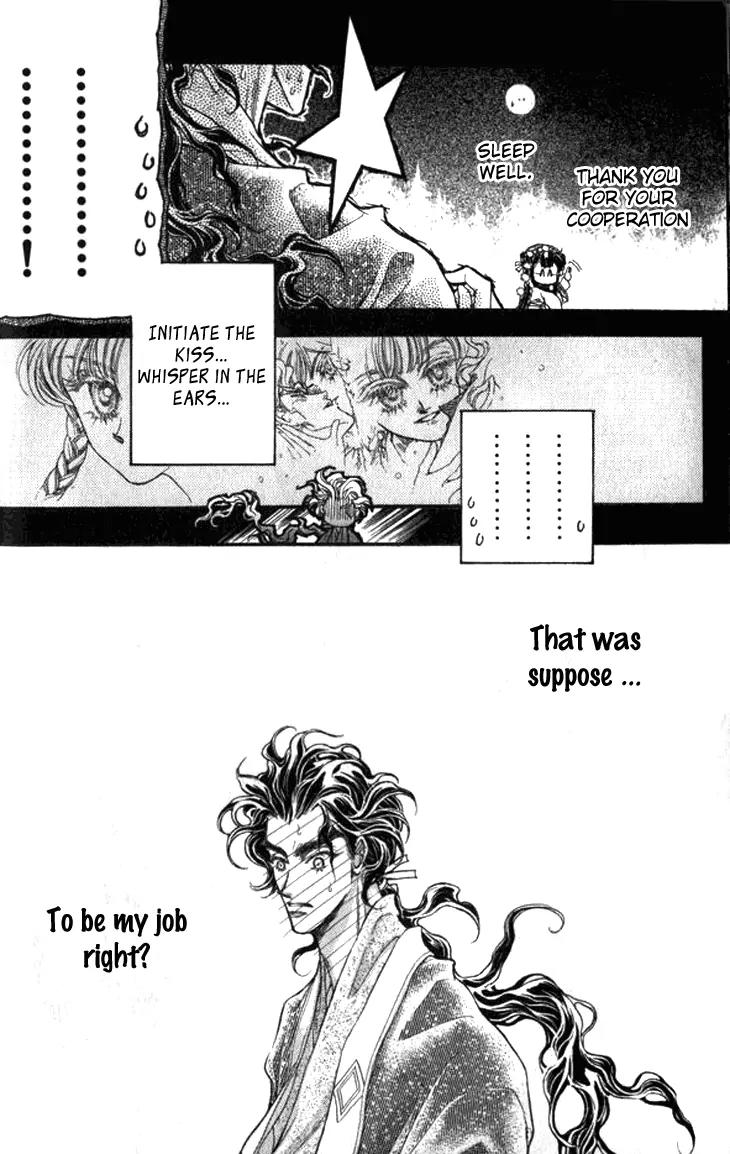 THANK YOU
FOR YOUR
COOPERATION
SLEEP
WELL.
..............!
INITIATE THE
KISS...
WHISPER IN THE
EARS...
.........
That was
suppose ...
To be my job
right?